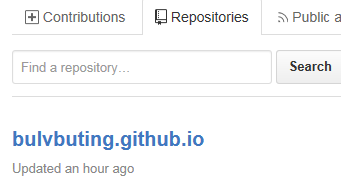 Contributions Repositories Public a
Find a repository… Search
bulvbuting.github.io
Updated an hour ago